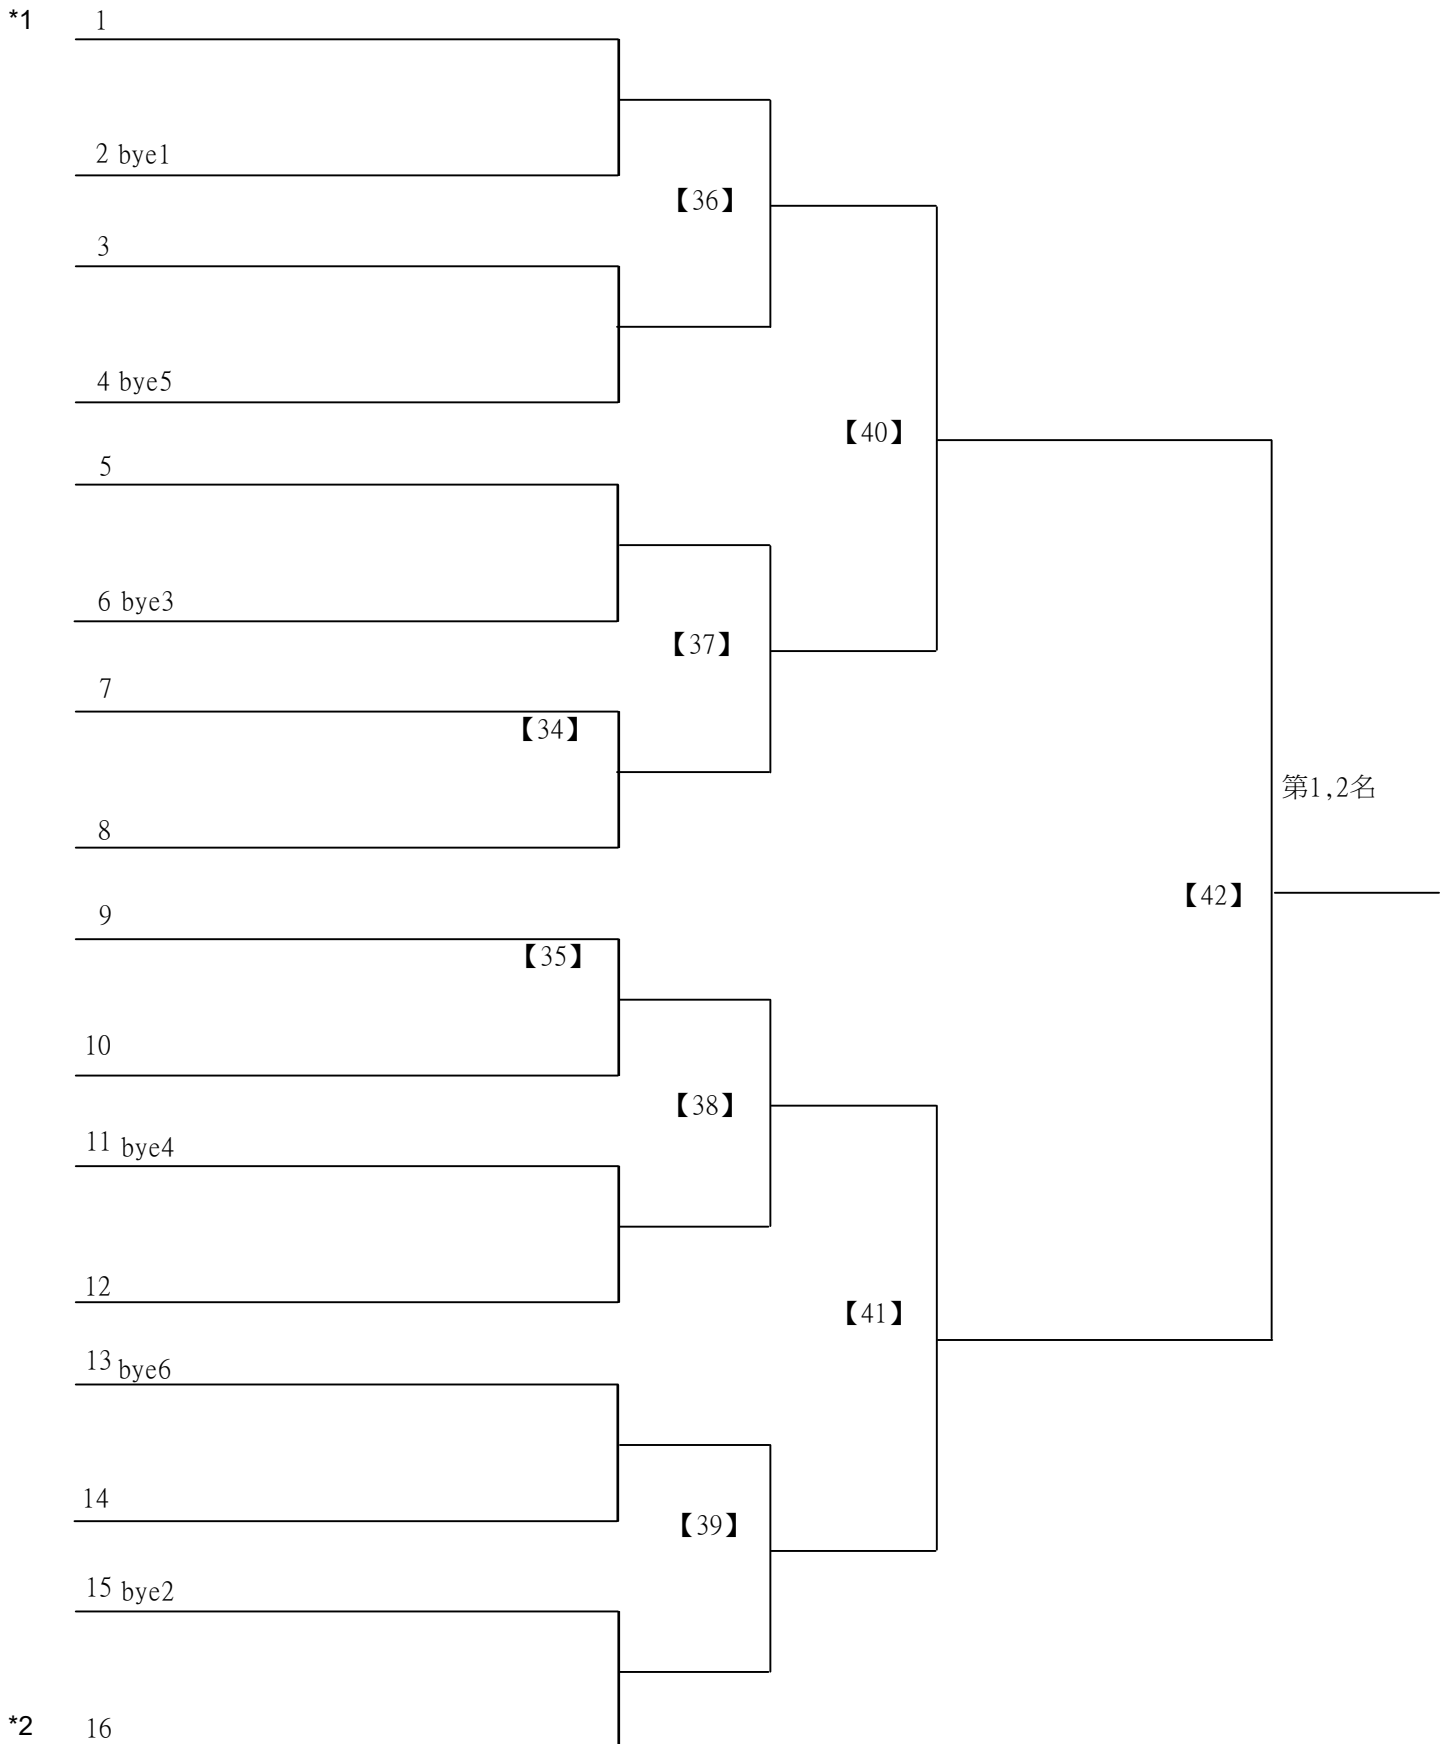 *1 1
2 bye1
【36】
3
4 bye5
【40】
5
6 bye3
【37】
7
【34】
第1,2名
8
【42】
9
【35】
10
【38】
11 bye4
12
【41】
13 bye6
14
【39】
15 bye2
*2 16